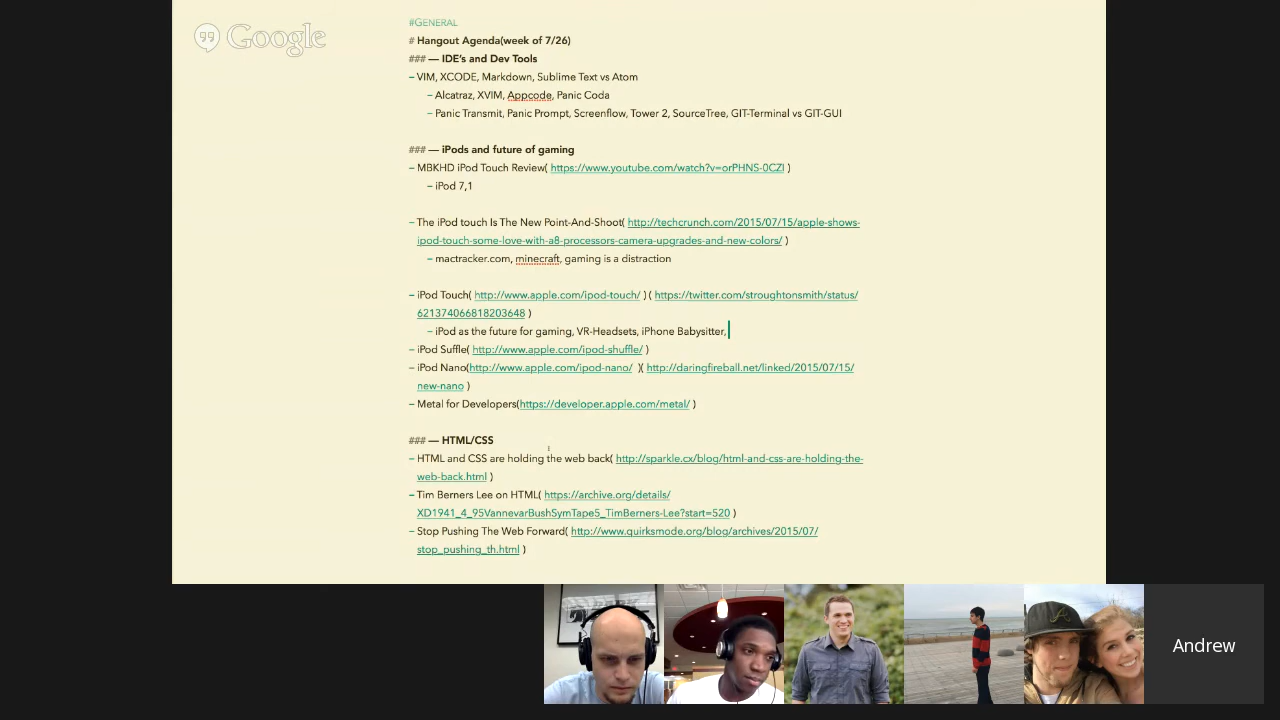 Google
#GENERAL
# Hangout Agenda(week of 7/26)
### — IDE's and Dev Tools
– VIM, XCODE, Markdown, Sublime Text vs Atom
– Alcatraz, XVIM, Appcode, Panic Coda
– Panic Transmit, Panic Prompt, Screenflow, Tower 2, SourceTree, GIT-Terminal vs GIT-GUI
### — iPods and future of gaming
– MBKHD iPod Touch Review( https://www.youtube.com/watch?v=orPHNS-0CZI )
– iPod 7,1
– The iPod touch Is The New Point-And-Shoot( http://techcrunch.com/2015/07/15/apple-shows-
ipod-touch-some-love-with-a8-processors-camera-upgrades-and-new-colors/ )
– mactracker.com, minecraft, gaming is a distraction
– iPod Touch( http://www.apple.com/ipod-touch/ ) ( https://twitter.com/stroughtonsmith/status/
621374066818203648 )
– iPod as the future for gaming, VR-Headsets, iPhone Babysitter,
– iPod Suffle( http://www.apple.com/ipod-shuffle/ )
– iPod Nano(http://www.apple.com/ipod-nano/ )( http://daringfireball.net/linked/2015/07/15/
new-nano )
– Metal for Developers(https://developer.apple.com/metal/ )
### — HTML/CSS
– HTML and CSS are holding the web back( http://sparkle.cx/blog/html-and-css-are-holding-the-
web-back.html )
– Tim Berners Lee on HTML( https://archive.org/details/
XD1941_4_95VannevarBushSymTape5_TimBerners-Lee?start=520 )
– Stop Pushing The Web Forward( http://www.quirksmode.org/blog/archives/2015/07/
stop_pushing_th.html )
Andrew